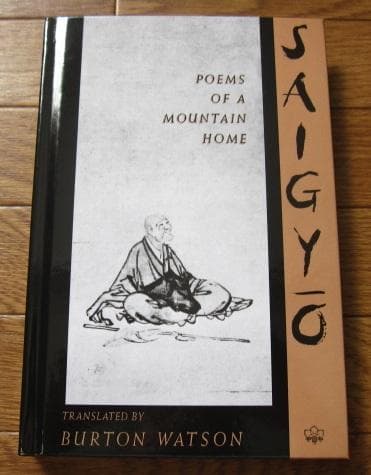 POEMS
OF A
MOUNTAIN
HOME
SAIGYŌ
TRANSLATED BY
BURTON WATSON